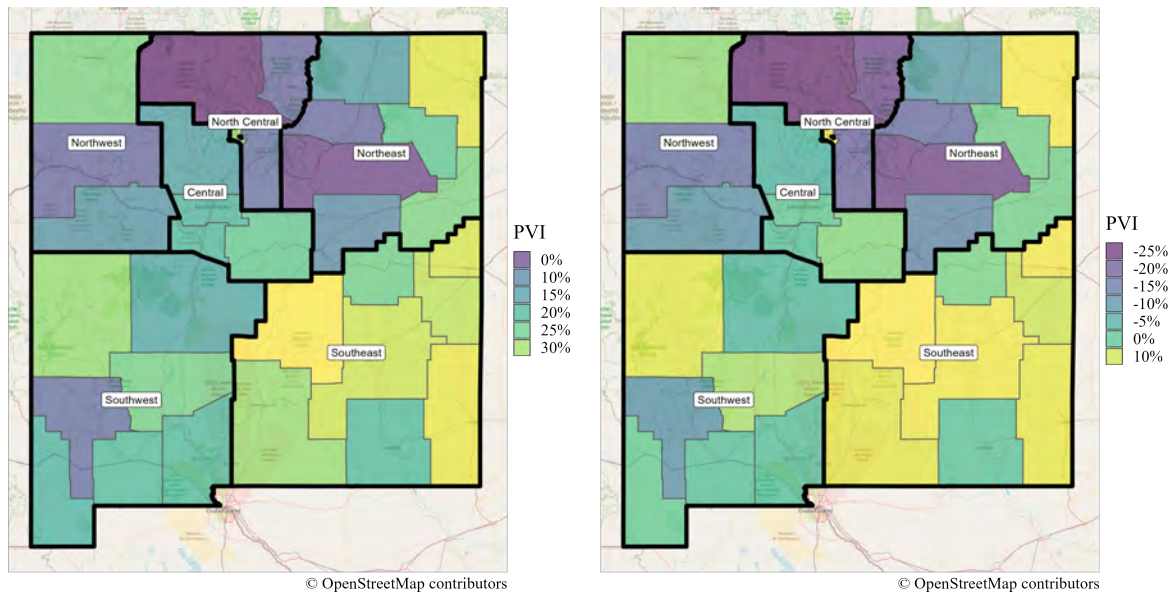 North Central
Northwest
Northeast
Central
Southeast
Southwest
PVI
0%
10%
15%
20%
25%
30%
© OpenStreetMap contributors
North Central
Northwest
Northeast
Central
Southeast
Southwest
PVI
-25%
-20%
-15%
-10%
-5%
0%
10%
© OpenStreetMap contributors